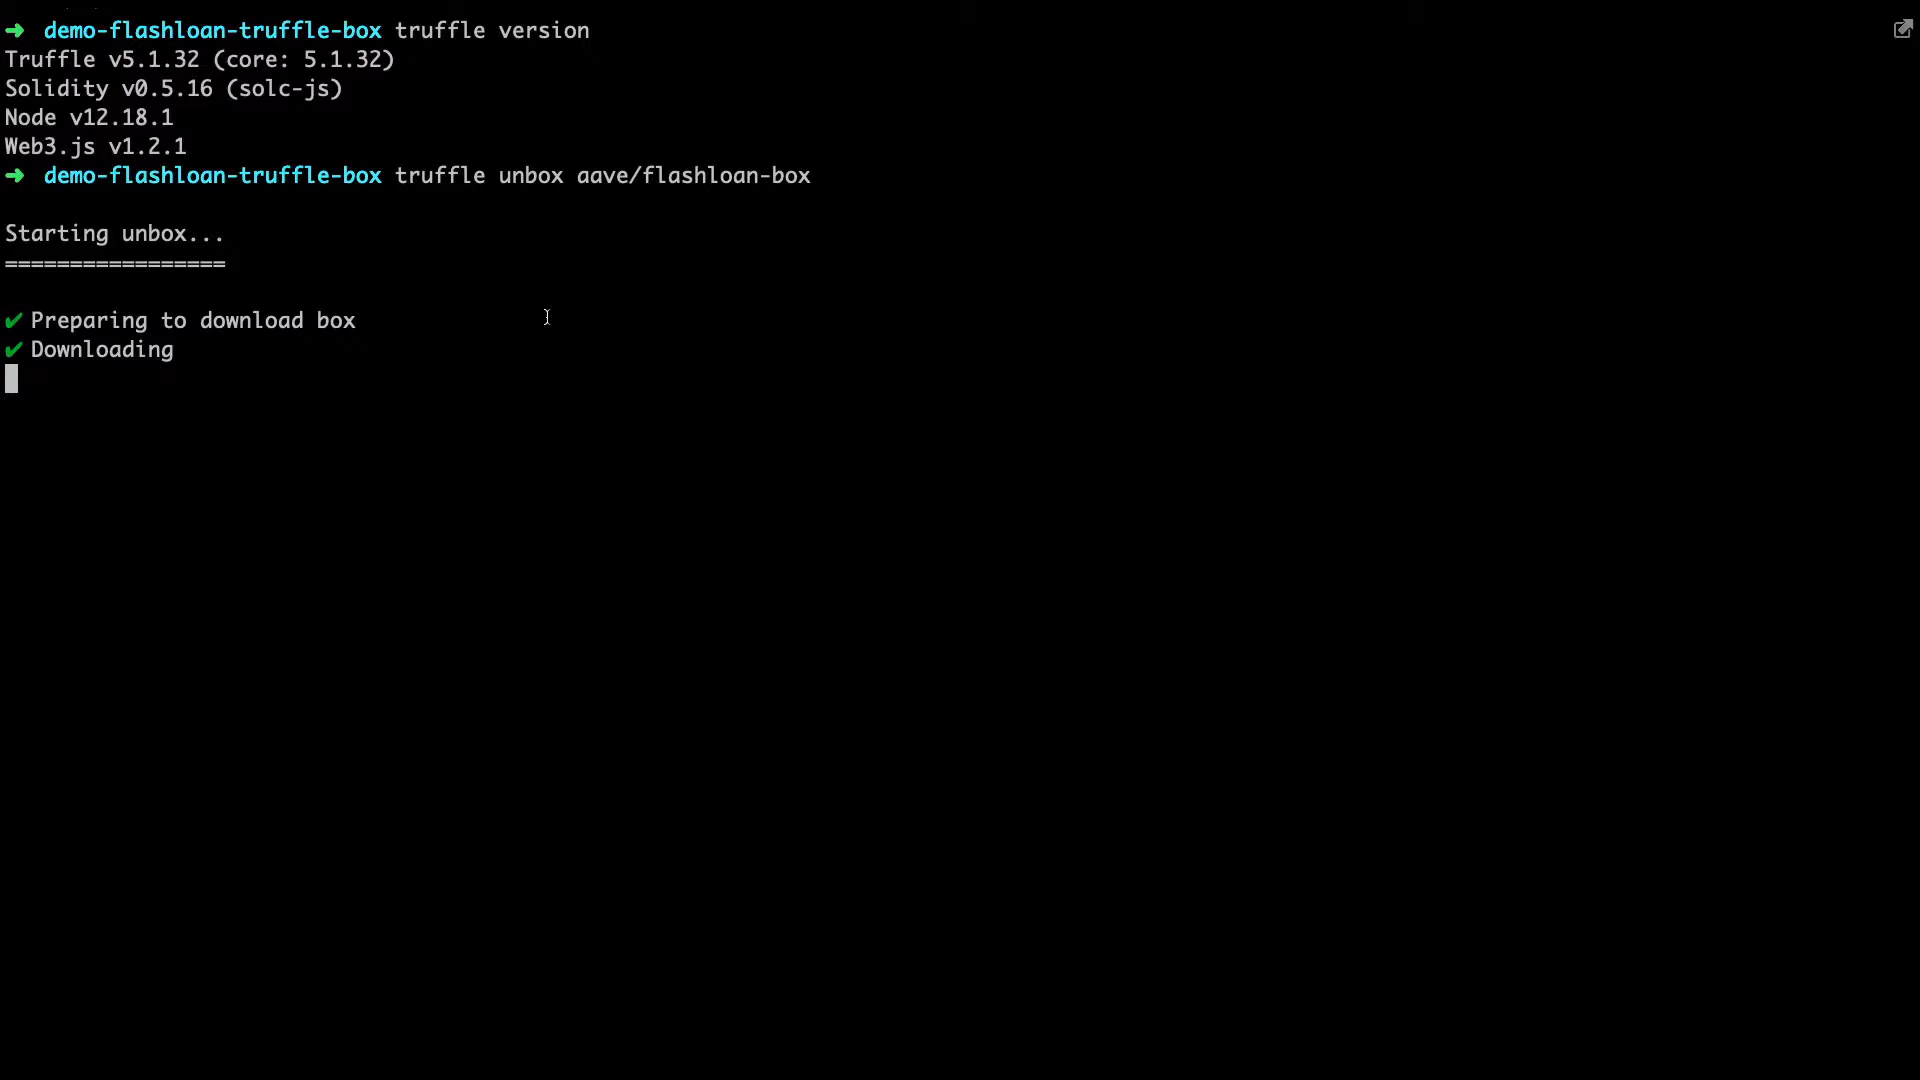 ➜ demo-flashloan-truffle-box truffle version
Truffle v5.1.32 (core: 5.1.32)
Solidity v0.5.16 (solc-js)
Node v12.18.1
Web3.js v1.2.1
➜ demo-flashloan-truffle-box truffle unbox aave/flashloan-box
Starting unbox...
=================
✔ Preparing to download box
✔ Downloading